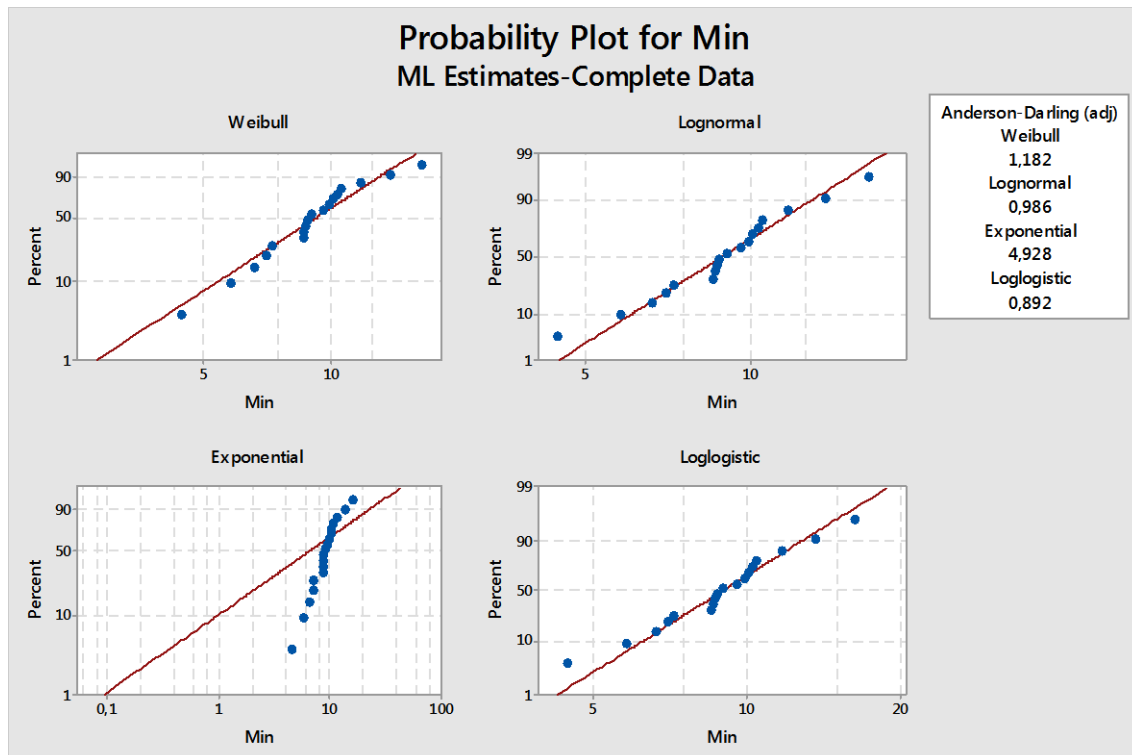 Probability Plot for Min
ML Estimates-Complete Data
Weibull
Percent
90
50
10
1
5
10
Min
Lognormal
Percent
99
90
50
10
1
5
10
Min
Anderson-Darling (adj)
Weibull
1,182
Lognormal
0,986
Exponential
4,928
Loglogistic
0,892
Exponential
Percent
90
50
10
1
0,1
1
10
100
Min
Loglogistic
Percent
99
90
50
10
1
5
10
20
Min